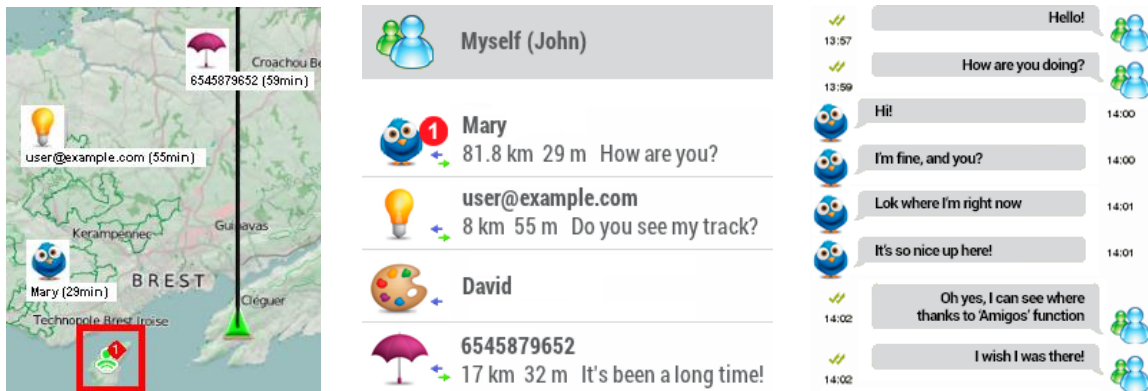 Croachou Be
6545879652 (59min)
user@example.com (55min)
Kerampennec
Guipavas
Mary (29min)
BREST
Cléguer
Technopole Brest Iroise
1
Myself (John)
1
Mary
81.8 km 29 m How are you?
user@example.com
8 km 55 m Do you see my track?
David
6545879652
17 km 32 m It's been a long time!
Hello!
13:57
How are you doing?
13:59
Hi!
14:00
I'm fine, and you?
14:00
Lok where I'm right now
14:01
It's so nice up here!
14:01
Oh yes, I can see where
thanks to 'Amigos' function
14:02
I wish I was there!
14:02